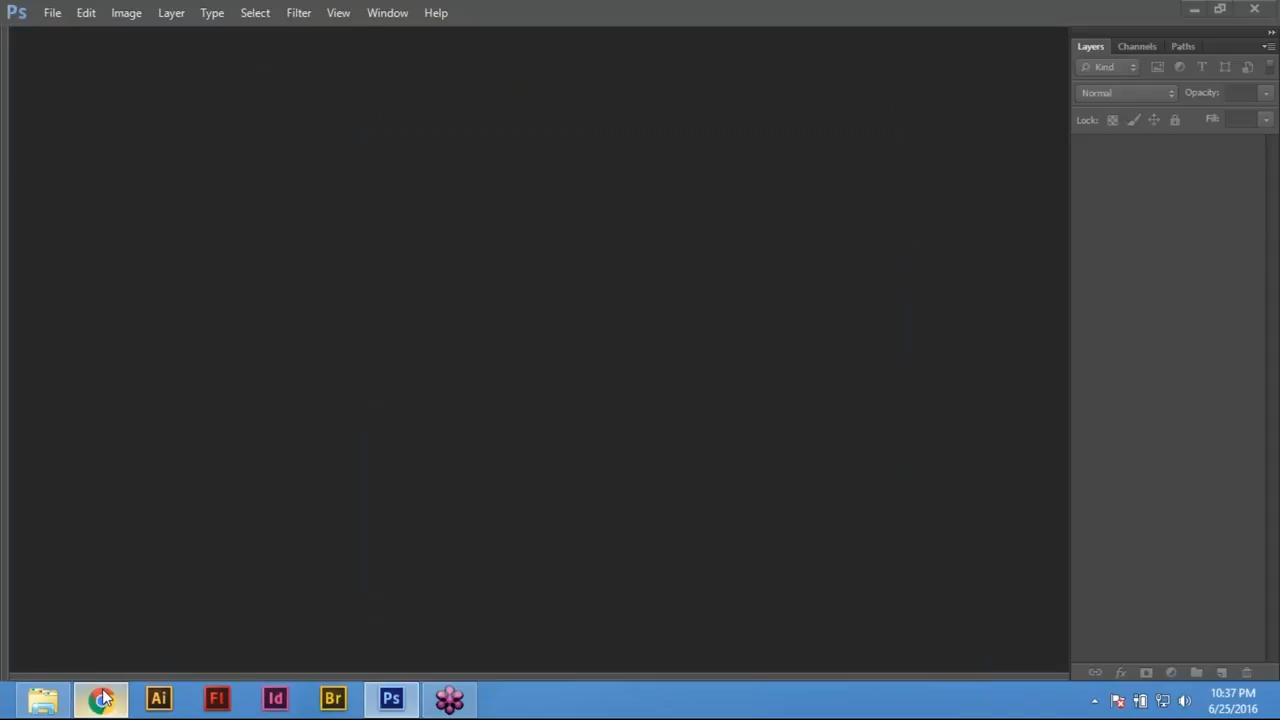 Ps File Edit Image Layer Type Select Filter View Window Help
Layers Channels Paths
Kind
Normal Opacity:
Lock: Fill:
Ai Fl Id Br Ps
10:37 PM
6/25/2016